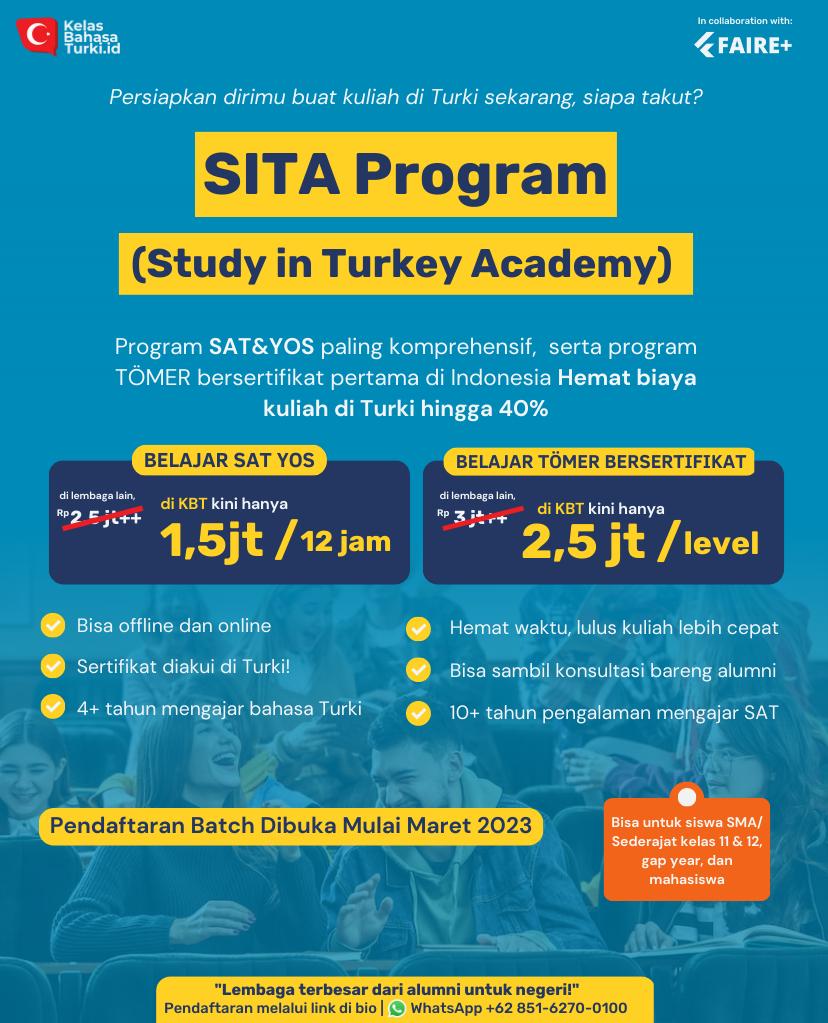 Kelas
Bahasa
Turki.id
In collaboration with:
FAIRE+
Persiapkan dirimu buat kuliah di Turki sekarang, siapa takut?
SITA Program
(Study in Turkey Academy)
Program SAT&YOS paling komprehensif, serta program
TÖMER bersertifikat pertama di Indonesia Hemat biaya
kuliah di Turki hingga 40%
BELAJAR SAT YOS
di lembaga lain,
Rp 2,5 jt++
di KBT kini hanya
1,5jt / 12 jam
BELAJAR TÖMER BERSERTIFIKAT
di lembaga lain,
Rp 3 jt++
di KBT kini hanya
2,5 jt / level
Bisa offline dan online
Sertifikat diakui di Turki!
4+ tahun mengajar bahasa Turki
Hemat waktu, lulus kuliah lebih cepat
Bisa sambil konsultasi bareng alumni
10+ tahun pengalaman mengajar SAT
Pendaftaran Batch Dibuka Mulai Maret 2023
Bisa untuk siswa SMA/
Sederajat kelas 11 & 12,
gap year, dan
mahasiswa
"Lembaga terbesar dari alumni untuk negeri!"
Pendaftaran melalui link di bio | WhatsApp +62 851-6270-0100